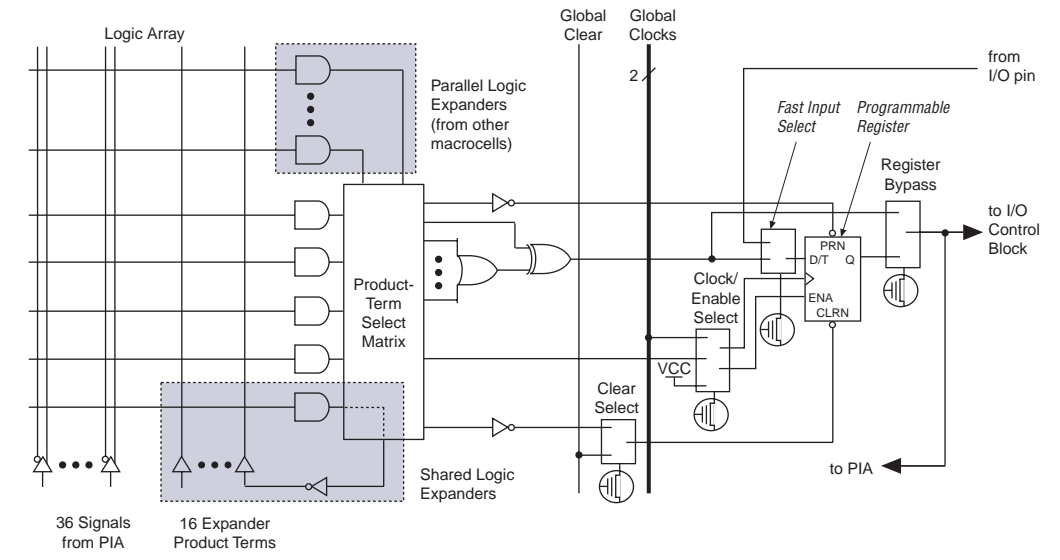 Logic Array
Global
Clear
Global
Clocks
2
from
I/O pin
Parallel Logic
Expanders
(from other
macrocells)
Fast Input
Select
Programmable
Register
Register
Bypass
to I/O
Control
Block
PRN
D/T Q
ENA
CLRN
Clock/
Enable
Select
Product-
Term
Select
Matrix
VCC
Clear
Select
to PIA
Shared Logic
Expanders
36 Signals
from PIA
16 Expander
Product Terms